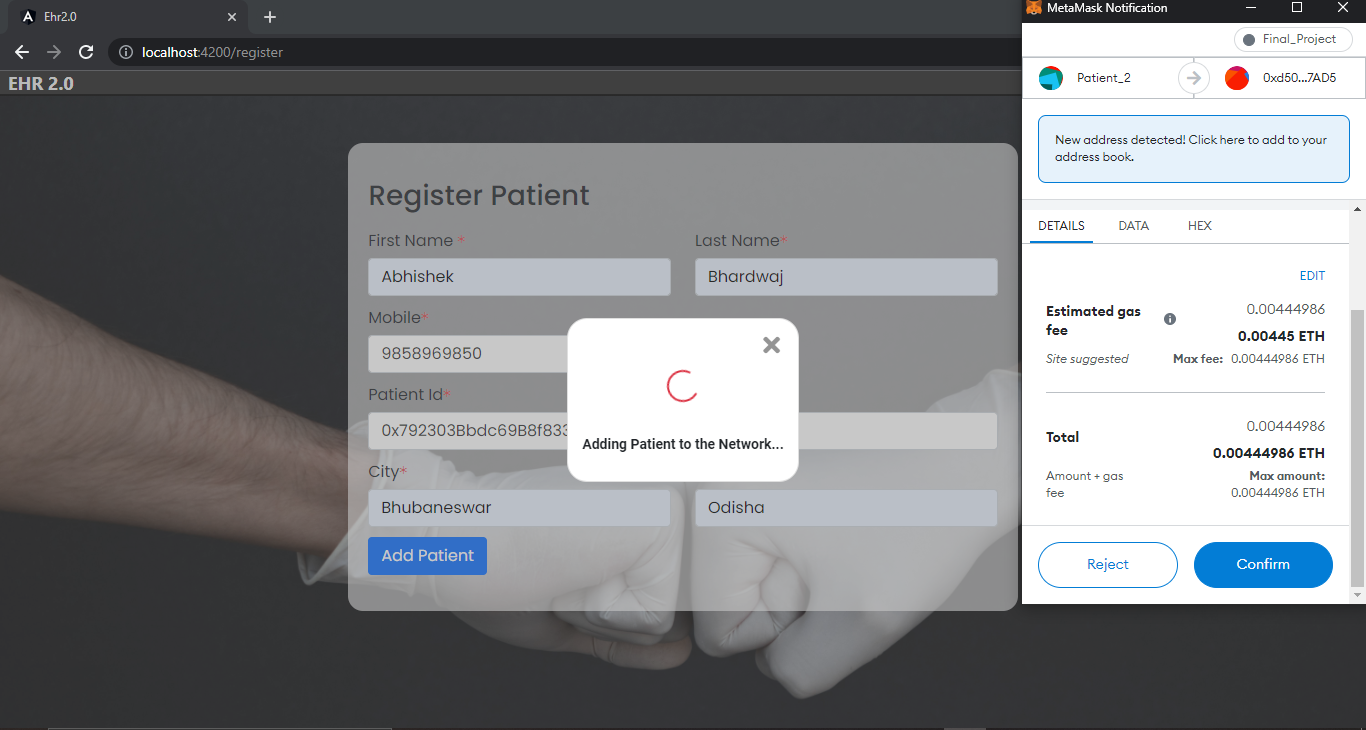 Ehr2.0
localhost:4200/register
EHR 2.0
Register Patient
First Name *
Last Name*
Abhishek
Bhardwaj
Mobile*
9858969850
Patient Id*
0x792303Bbdc69B8f833
City*
Bhubaneswar
Odisha
Add Patient
Adding Patient to the Network...
MetaMask Notification
Final_Project
Patient_2
0xd50...7AD5
New address detected! Click here to add to your
address book.
DETAILS
DATA
HEX
EDIT
Estimated gas
fee
0.00444986
0.00445 ETH
Site suggested
Max fee: 0.00444986 ETH
Total
0.00444986
0.00444986 ETH
Amount + gas
fee
Max amount:
0.00444986 ETH
Reject
Confirm